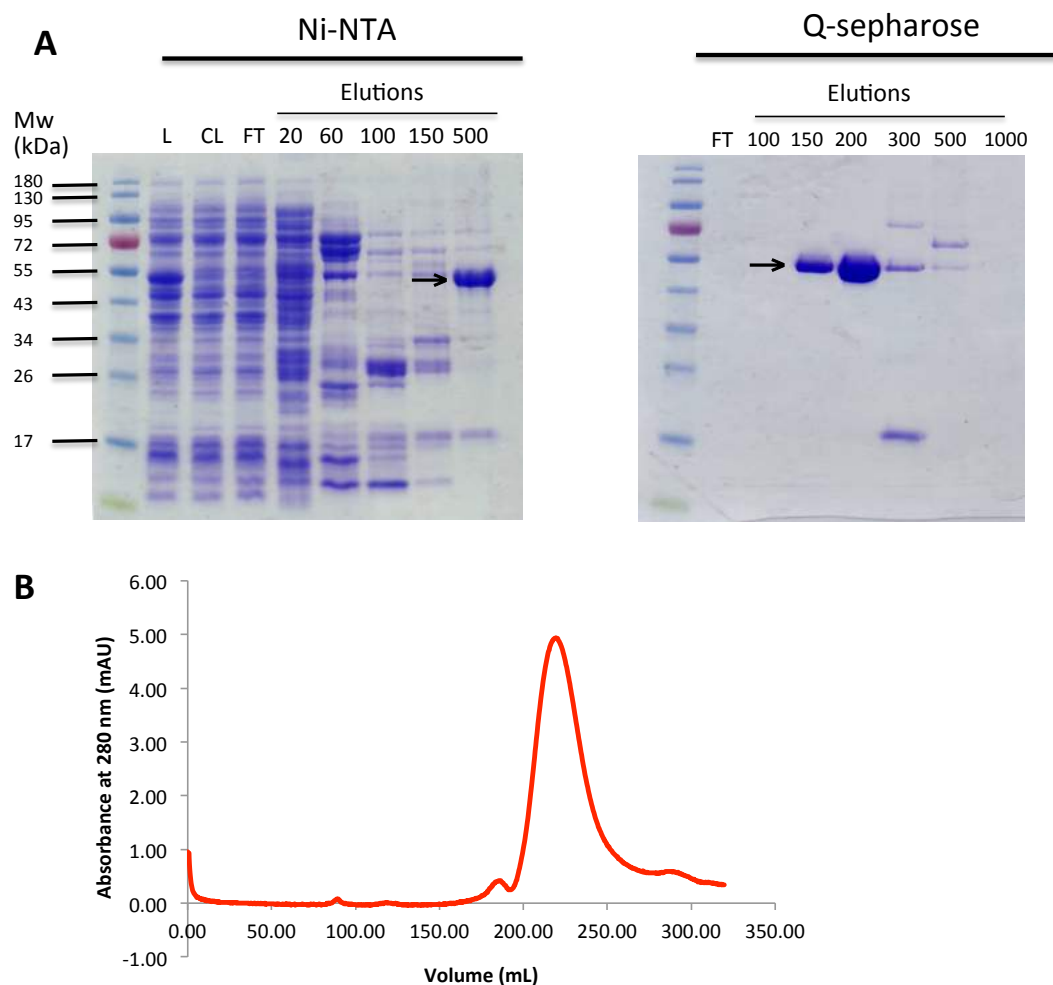 A
Ni-NTA
Q-sepharose
Elutions
Elutions
Mw
(kDa)
L CL FT 20 60 100 150 500
FT 100 150 200 300 500 1000
180
130
95
72
55
43
34
26
17
B
6.00
5.00
4.00
3.00
2.00
1.00
0.00
-1.00
Absorbance at 280 nm (mAU)
0.00 50.00 100.00 150.00 200.00 250.00 300.00 350.00
Volume (mL)